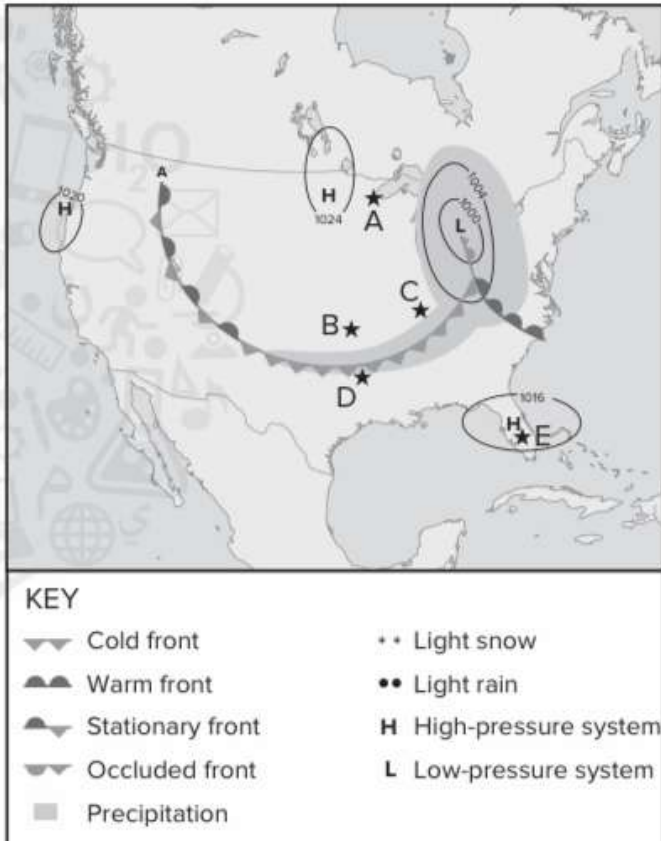 1020
H
A
H
1024
A
1004
1000
L
C
B
D
1016
H
E
KEY
Cold front
Warm front
Stationary front
Occluded front
Precipitation
Light snow
Light rain
H High-pressure system
L Low-pressure system